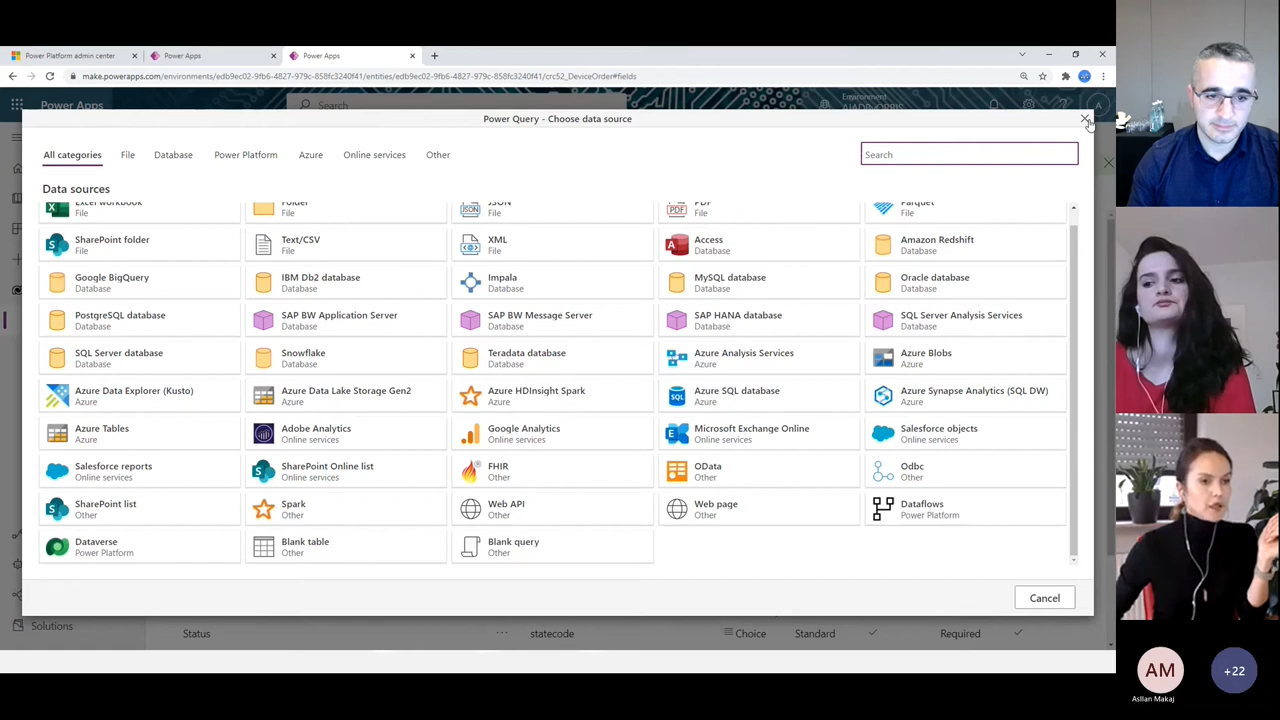 Power Platform admin center
Power Apps
Power Apps
make.powerapps.com/environments/edb9ec02-9fb6-4827-979c-858fc3240f41/entities/edb9ec02-9fb6-4827-979c-858fc3240f41/crc52_DeviceOrder#fields
Power Apps
Search
Environment
Power Query - Choose data source
All categories
File
Database
Power Platform
Azure
Online services
Other
Search
Data sources
Excel workbook
File
Folder
File
JSON
File
PDF
File
Parquet
File
SharePoint folder
File
Text/CSV
File
XML
File
Access
Database
Amazon Redshift
Database
Google BigQuery
Database
IBM Db2 database
Database
Impala
Database
MySQL database
Database
Oracle database
Database
PostgreSQL database
Database
SAP BW Application Server
Database
SAP BW Message Server
Database
SAP HANA database
Database
SQL Server Analysis Services
Database
SQL Server database
Database
Snowflake
Database
Teradata database
Database
Azure Analysis Services
Azure
Azure Blobs
Azure
Azure Data Explorer (Kusto)
Azure
Azure Data Lake Storage Gen2
Azure
Azure HDInsight Spark
Azure
Azure SQL database
Azure
Azure Synapse Analytics (SQL DW)
Azure
Azure Tables
Azure
Adobe Analytics
Online services
Google Analytics
Online services
Microsoft Exchange Online
Online services
Salesforce objects
Online services
Salesforce reports
Online services
SharePoint Online list
Online services
FHIR
Other
OData
Other
Odbc
Other
SharePoint list
Other
Spark
Other
Web API
Other
Web page
Other
Dataflows
Power Platform
Dataverse
Power Platform
Blank table
Other
Blank query
Other
Cancel
Solutions
Status
statecode
Choice
Standard
Required
AM
+22
Asllan Makaj